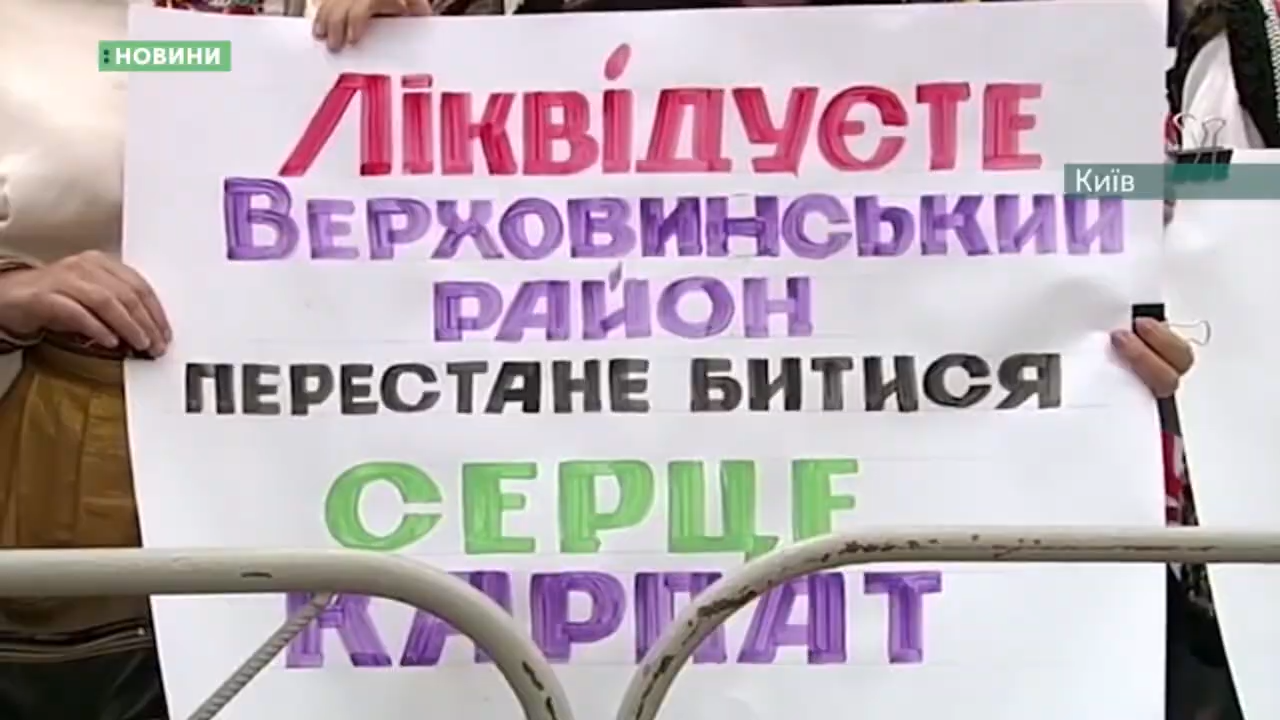 :НОВИНИ
Київ
ЛІКВІДУЄТЕ
ВЕРХОВИНСЬКИЙ
РАЙОН
ПЕРЕСТАНЕ БИТИСЯ
СЕРЦЕ
КАРПАТ